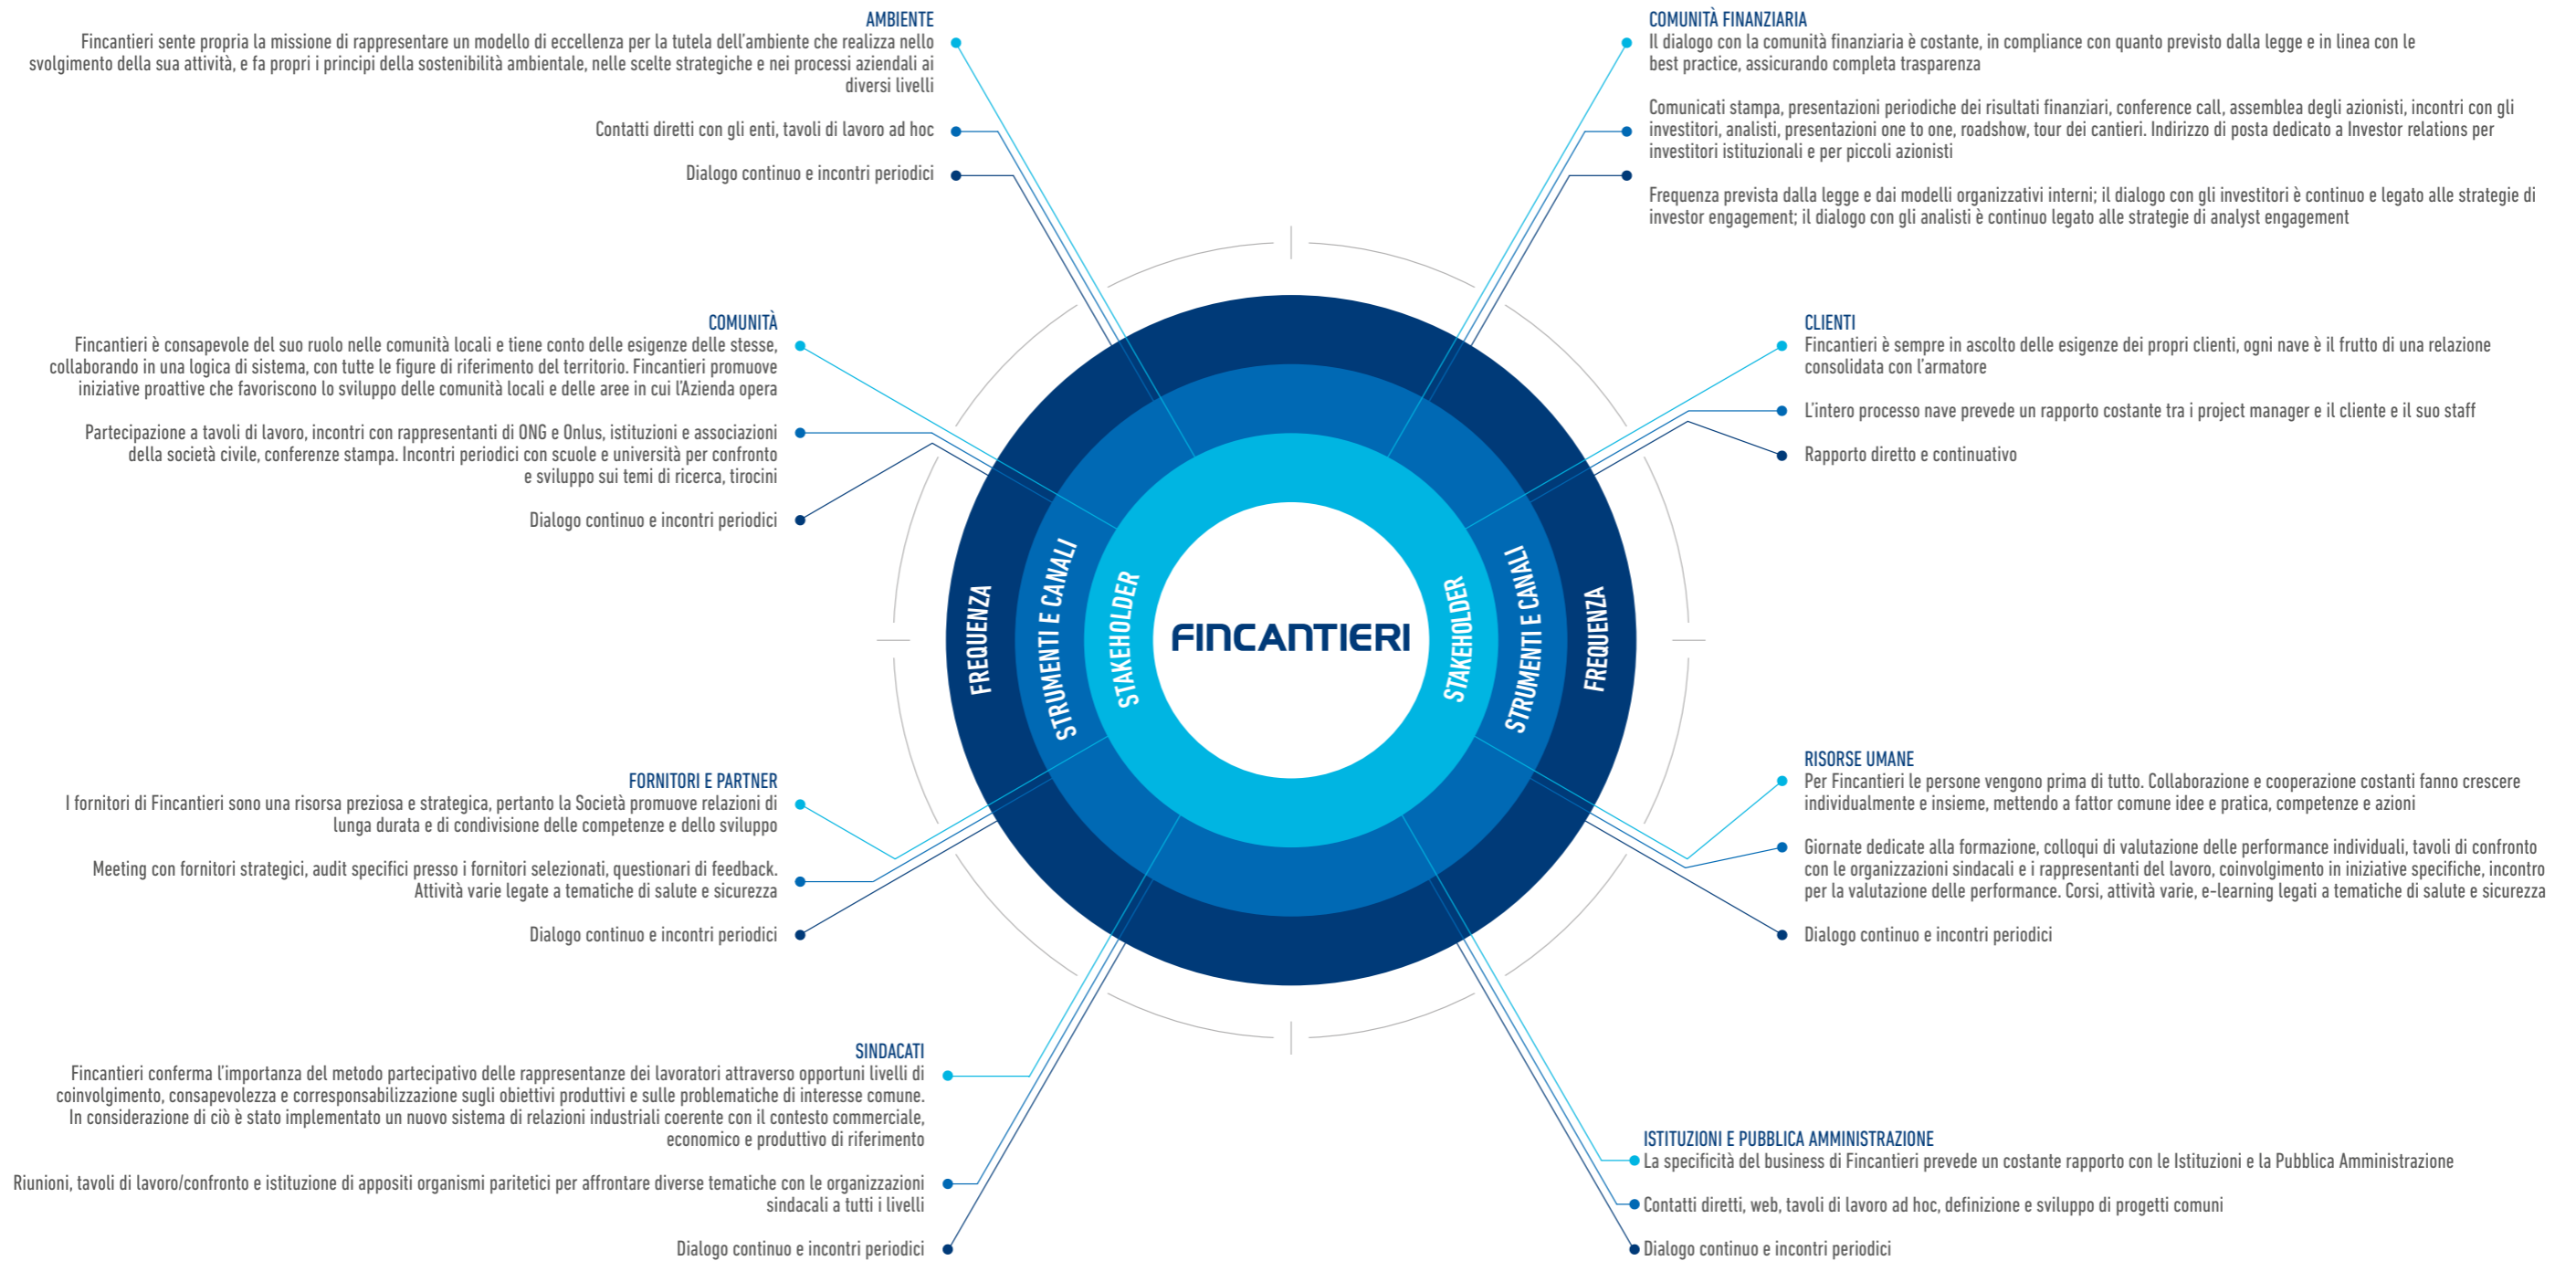 AMBIENTE
Fincantieri sente propria la missione di rappresentare un modello di eccellenza per la tutela dell'ambiente che realizza nello
svolgimento della sua attività, e fa propri i principi della sostenibilità ambientale, nelle scelte strategiche e nei processi aziendali ai
diversi livelli
Contatti diretti con gli enti, tavoli di lavoro ad hoc
Dialogo continuo e incontri periodici
COMUNITÀ FINANZIARIA
Il dialogo con la comunità finanziaria è costante, in compliance con quanto previsto dalla legge e in linea con le
best practice, assicurando completa trasparenza
Comunicati stampa, presentazioni periodiche dei risultati finanziari, conference call, assemblea degli azionisti, incontri con gli
investitori, analisti, presentazioni one to one, roadshow, tour dei cantieri. Indirizzo di posta dedicato a Investor relations per
investitori istituzionali e per piccoli azionisti
Frequenza prevista dalla legge e dai modelli organizzativi interni; il dialogo con gli investitori è continuo e legato alle strategie di
investor engagement; il dialogo con gli analisti è continuo legato alle strategie di analyst engagement
COMUNITÀ
Fincantieri è consapevole del suo ruolo nelle comunità locali e tiene conto delle esigenze delle stesse,
collaborando in una logica di sistema, con tutte le figure di riferimento del territorio. Fincantieri promuove
iniziative proattive che favoriscono lo sviluppo delle comunità locali e delle aree in cui l'Azienda opera
Partecipazione a tavoli di lavoro, incontri con rappresentanti di ONG e Onlus, istituzioni e associazioni
della società civile, conferenze stampa. Incontri periodici con scuole e università per confronto
e sviluppo sui temi di ricerca, tirocini
Dialogo continuo e incontri periodici
CLIENTI
Fincantieri è sempre in ascolto delle esigenze dei propri clienti, ogni nave è il frutto di una relazione
consolidata con l'armatore
L'intero processo nave prevede un rapporto costante tra i project manager e il cliente e il suo staff
Rapporto diretto e continuativo
FREQUENZA
STRUMENTI E CANALI
STAKEHOLDER
FINCANTIERI
STAKEHOLDER
STRUMENTI E CANALI
FREQUENZA
FORNITORI E PARTNER
I fornitori di Fincantieri sono una risorsa preziosa e strategica, pertanto la Società promuove relazioni di
lunga durata e di condivisione delle competenze e dello sviluppo
Meeting con fornitori strategici, audit specifici presso i fornitori selezionati, questionari di feedback.
Attività varie legate a tematiche di salute e sicurezza
Dialogo continuo e incontri periodici
RISORSE UMANE
Per Fincantieri le persone vengono prima di tutto. Collaborazione e cooperazione costanti fanno crescere
individualmente e insieme, mettendo a fattor comune idee e pratica, competenze e azioni
Giornate dedicate alla formazione, colloqui di valutazione delle performance individuali, tavoli di confronto
con le organizzazioni sindacali e i rappresentanti del lavoro, coinvolgimento in iniziative specifiche, incontro
per la valutazione delle performance. Corsi, attività varie, e-learning legati a tematiche di salute e sicurezza
Dialogo continuo e incontri periodici
SINDACATI
Fincantieri conferma l'importanza del metodo partecipativo delle rappresentanze dei lavoratori attraverso opportuni livelli di
coinvolgimento, consapevolezza e corresponsabilizzazione sugli obiettivi produttivi e sulle problematiche di interesse comune.
In considerazione di ciò è stato implementato un nuovo sistema di relazioni industriali coerente con il contesto commerciale,
economico e produttivo di riferimento
Riunioni, tavoli di lavoro/confronto e istituzione di appositi organismi paritetici per affrontare diverse tematiche con le organizzazioni
sindacali a tutti i livelli
Dialogo continuo e incontri periodici
ISTITUZIONI E PUBBLICA AMMINISTRAZIONE
La specificità del business di Fincantieri prevede un costante rapporto con le Istituzioni e la Pubblica Amministrazione
Contatti diretti, web, tavoli di lavoro ad hoc, definizione e sviluppo di progetti comuni
Dialogo continuo e incontri periodici